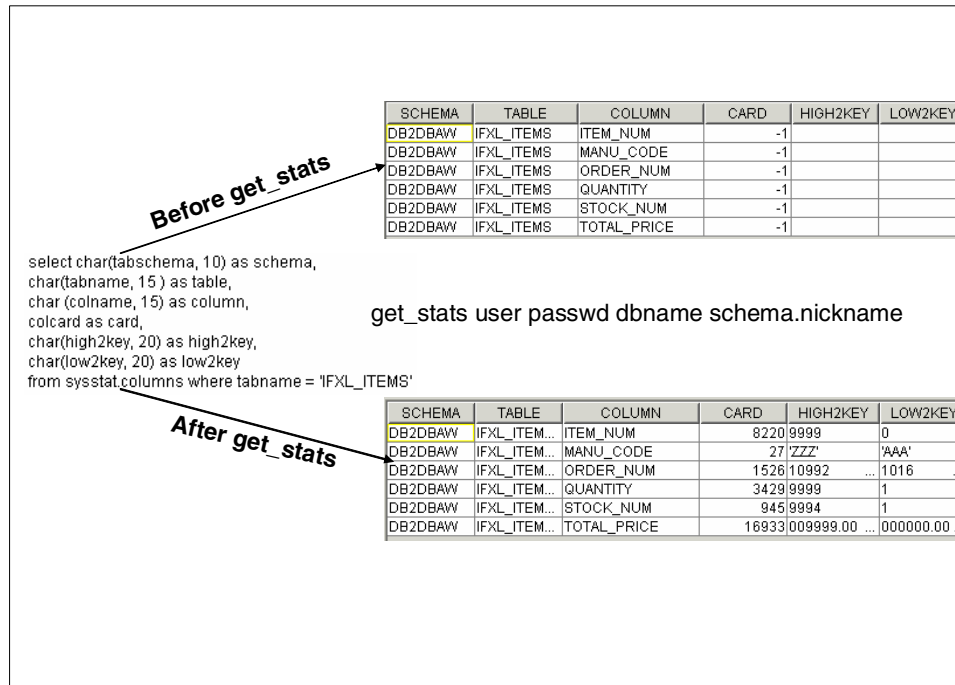 SCHEMA TABLE COLUMN CARD HIGH2KEY LOW2KEY
DB2DBAW IFXL_ITEMS ITEM_NUM -1
DB2DBAW IFXL_ITEMS MANU_CODE -1
DB2DBAW IFXL_ITEMS ORDER_NUM -1
DB2DBAW IFXL_ITEMS QUANTITY -1
DB2DBAW IFXL_ITEMS STOCK_NUM -1
DB2DBAW IFXL_ITEMS TOTAL_PRICE -1
Before get_stats
select char(tabschema, 10) as schema,
char(tabname, 15 ) as table,
char (colname, 15) as column,
colcard as card,
char(high2key, 20) as high2key,
char(low2key, 20) as low2key
from sysstat.columns where tabname = 'IFXL_ITEMS'
get_stats user passwd dbname schema.nickname
After get_stats
SCHEMA TABLE COLUMN CARD HIGH2KEY LOW2KEY
DB2DBAW IFXL_ITEM... ITEM_NUM 8220 9999 0
DB2DBAW IFXL_ITEM... MANU_CODE 27 'ZZZ' 'AAA'
DB2DBAW IFXL_ITEM... ORDER_NUM 1526 10992 ... 1016
DB2DBAW IFXL_ITEM... QUANTITY 3429 9999 1
DB2DBAW IFXL_ITEM... STOCK_NUM 945 9994 1
DB2DBAW IFXL_ITEM... TOTAL_PRICE 16933 009999.00 ... 000000.00